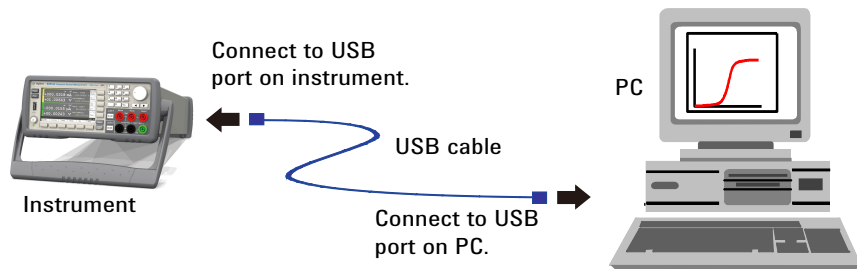 Connect to USB
port on instrument.
PC
USB cable
Instrument
Connect to USB
port on PC.